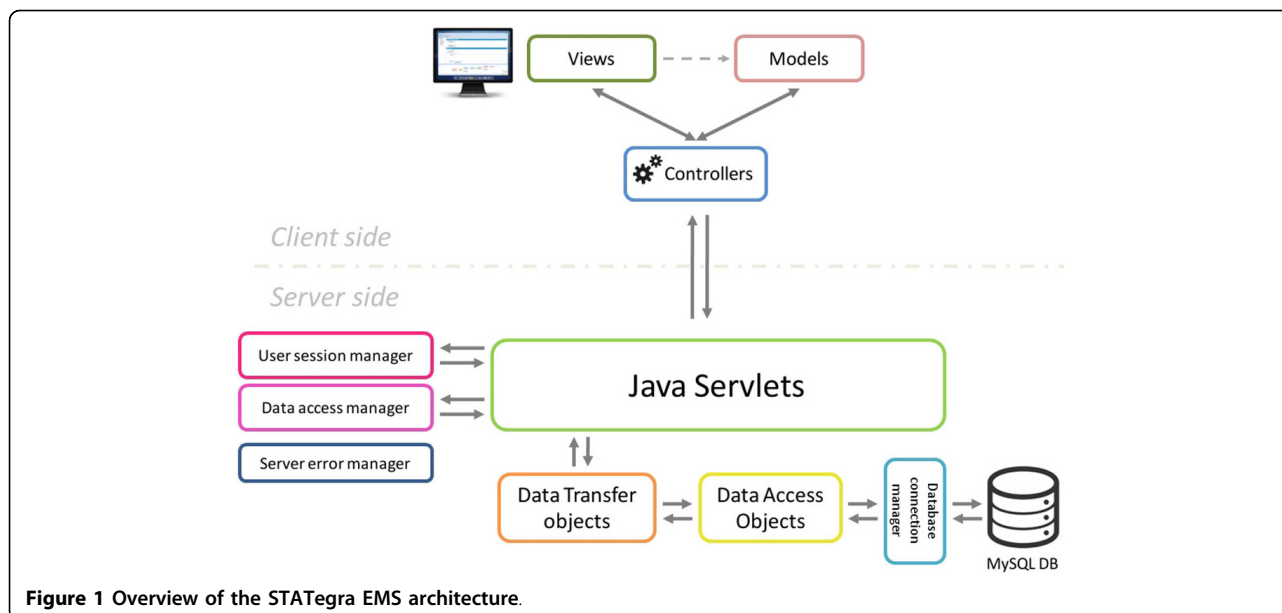 Views
Models
Controllers
Client side
Server side
User session manager
Java Servlets
Data access manager
Server error manager
Data Transfer
objects
Data Access
Objects
Database
connection
manager
MySQL DB
Figure 1 Overview of the STATegra EMS architecture.